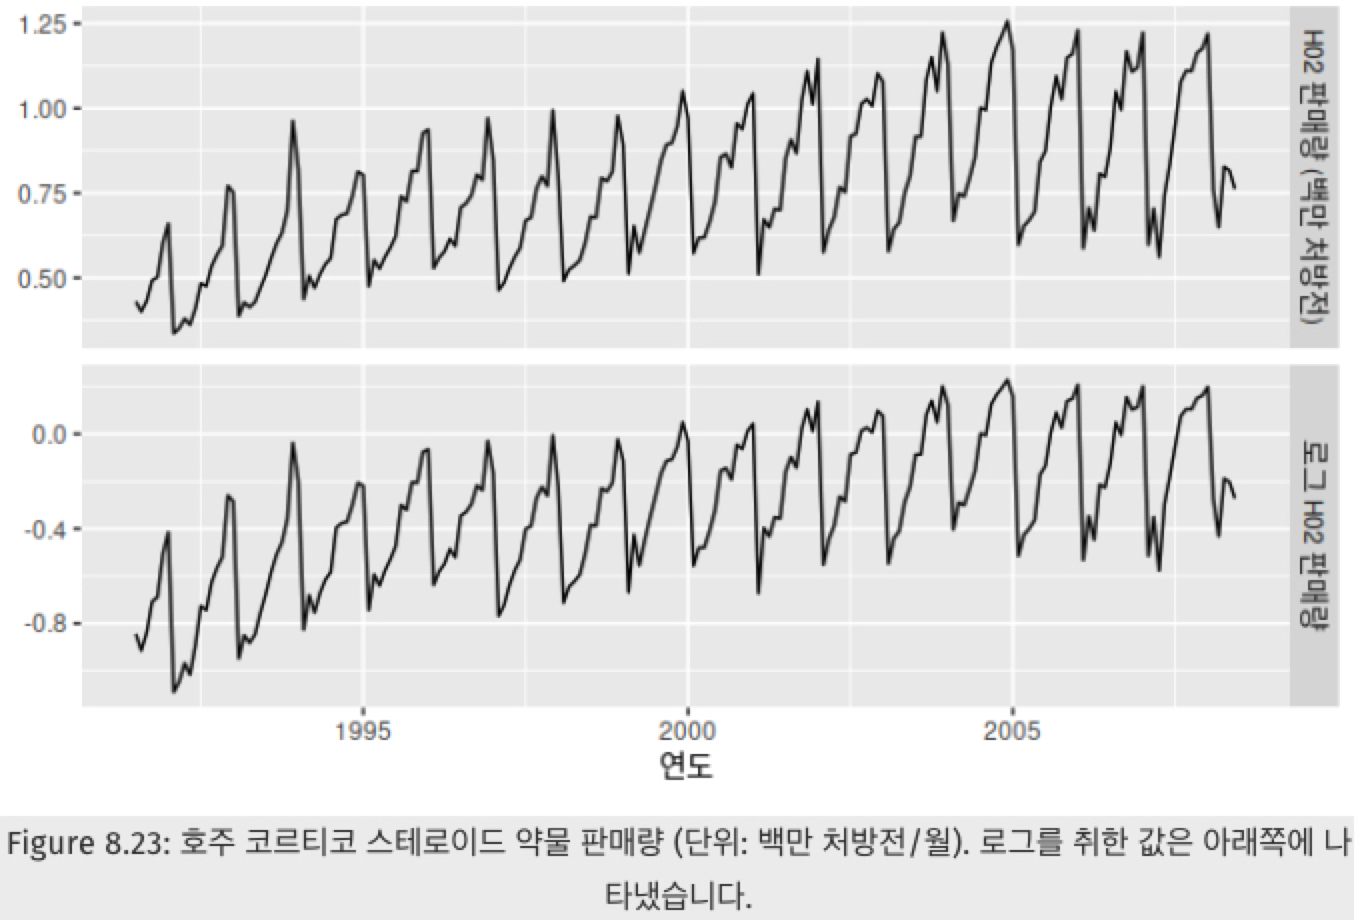 1.25
1.00
0.75
0.50
H02 판매량 (백만 처방전)
0.0
-0.4
-0.8
로그 H02 판매량
1995 2000 2005
연도
Figure 8.23: 호주 코르티코 스테로이드 약물 판매량 (단위: 백만 처방전/월). 로그를 취한 값은 아래쪽에 나
타냈습니다.